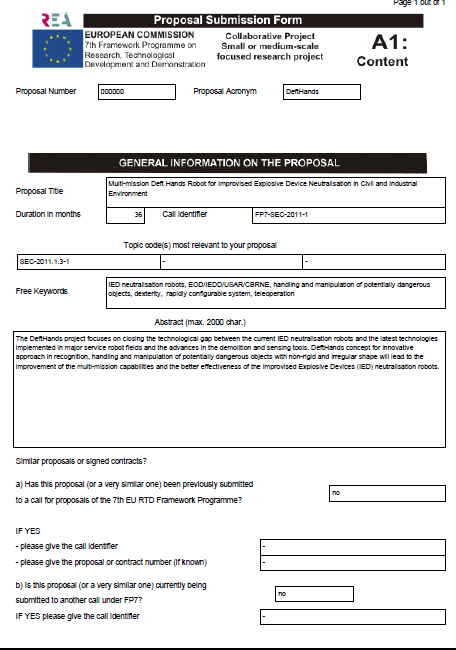 Page 1 out of 1
REA
Proposal Submission Form
EUROPEAN COMMISSION
7th Framework Programme on
Research, Technological
Development and Demonstration
Collaborative Project
Small or medium-scale
focused research project
A1:
Content
Proposal Number 000000 Proposal Acronym DeftHands
GENERAL INFORMATION ON THE PROPOSAL
Proposal Title
Multi-mission Deft Hands Robot for Improvised Explosive Device Neutralisation in Civil and Industrial
Environment
Duration in months 36 Call identifier FP7-SEC-2011-1
Topic code(s) most relevant to your proposal
SEC-2011.1.3-1 - -
Free Keywords
IED neutralisation robots, EOD/IEDD/USAR/CBRNE, handling and manipulation of potentially dangerous
objects, dexterity, rapidly configurable system, teleoperation
Abstract (max. 2000 char.)
The DeftHands project focuses on closing the technological gap between the current IED neutralisation robots and the latest technologies
implemented in major service robot fields and the advances in the demolition and sensing tools. DeftHands concept for innovative
approach in recognition, handling and manipulation of potentially dangerous objects with non-rigid and irregular shape will lead to the
improvement of the multi-mission capabilities and the better effectiveness of the Improvised Explosive Devices (IED) neutralisation robots.
Similar proposals or signed contracts?
a) Has this proposal (or a very similar one) been previously submitted
to a call for proposals of the 7th EU RTD Framework Programme?
no
IF YES
- please give the call identifier -
- please give the proposal or contract number (if known) -
b) Is this proposal (or a very similar one) currently being
submitted to another call under FP7?
no
IF YES please give the call identifier -